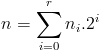 n = \sum_{i=0}^{r} n_i.2^i